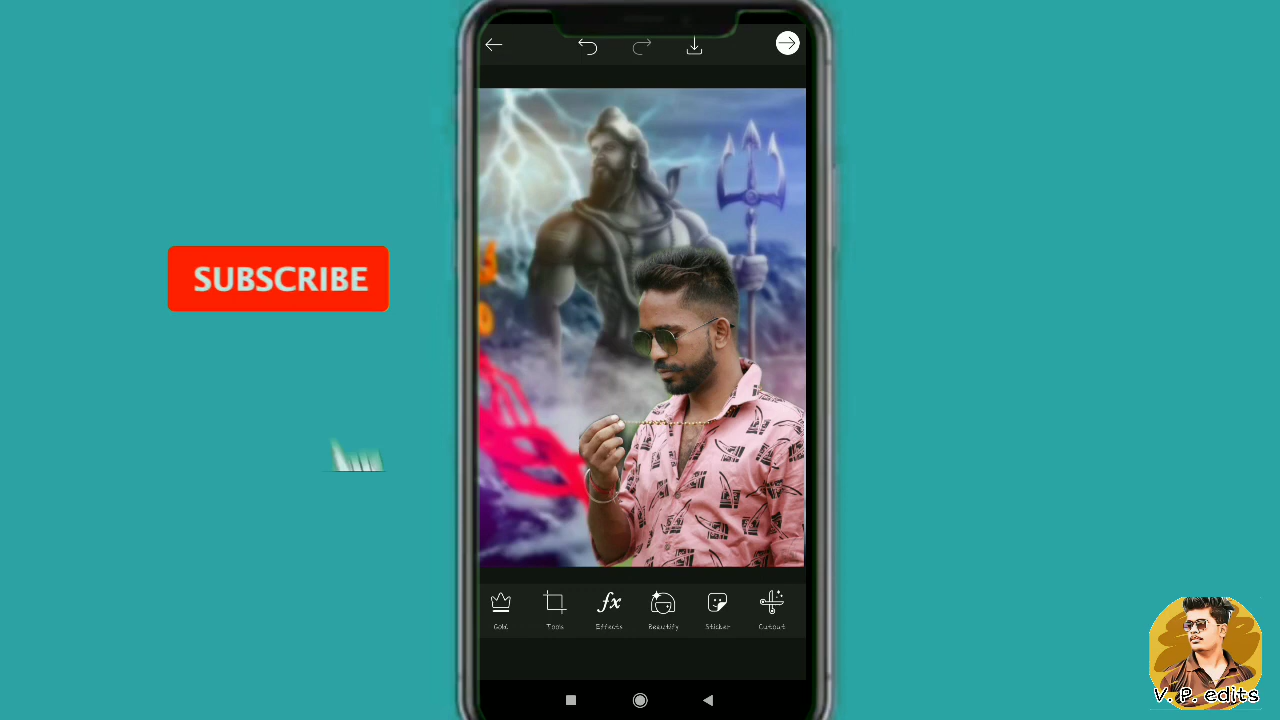 SUBSCRIBE
Gold
Tools
Effects
Beautify
Sticker
Cutout
V. P. edits